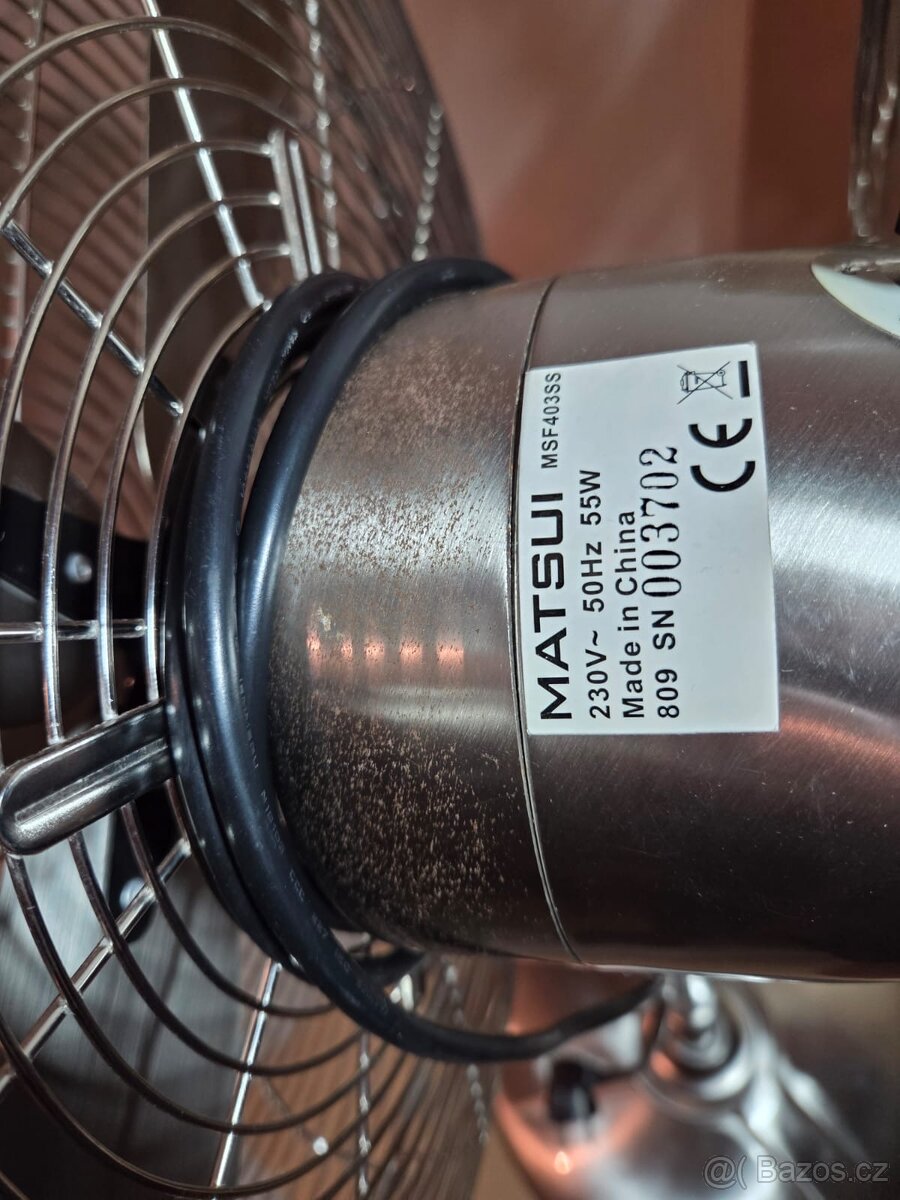 MATSUI MSF403SS
230V~ 50Hz 55W
Made in China
809 SN 003702
CE
@( Bazos.cz